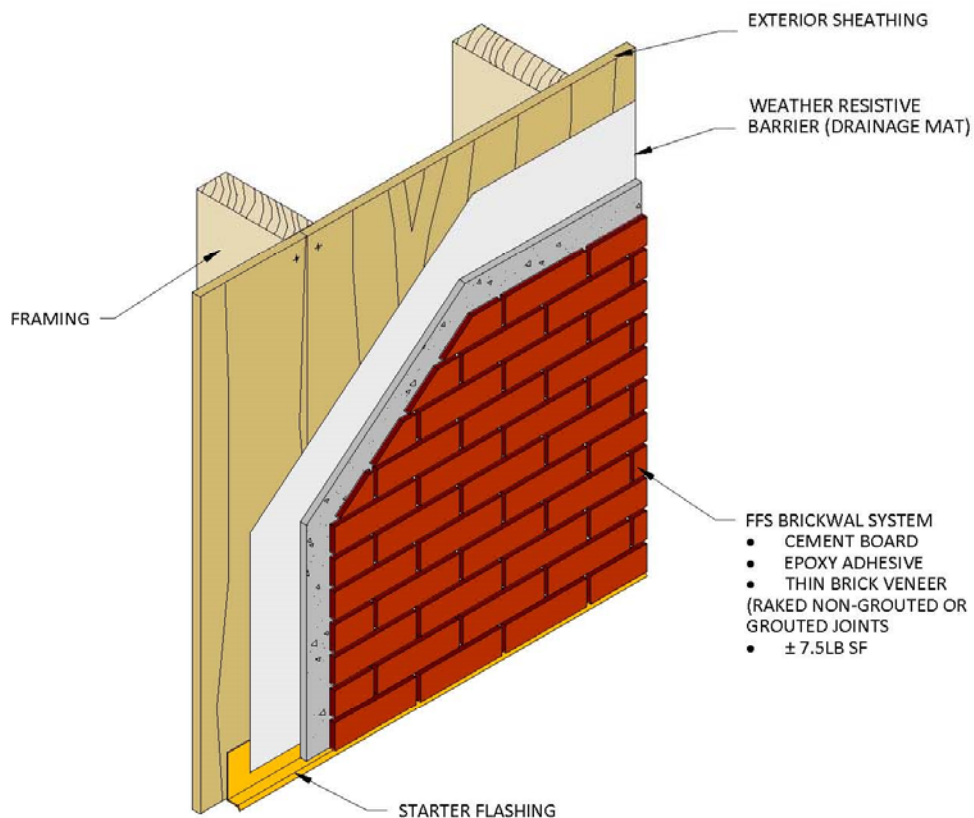 EXTERIOR SHEATHING
WEATHER RESISTIVE
BARRIER (DRAINAGE MAT)
FRAMING
FFS BRICKWAL SYSTEM
• CEMENT BOARD
• EPOXY ADHESIVE
• THIN BRICK VENEER
(RAKED NON-GROUTED OR
GROUTED JOINTS
• ± 7.5LB SF
STARTER FLASHING